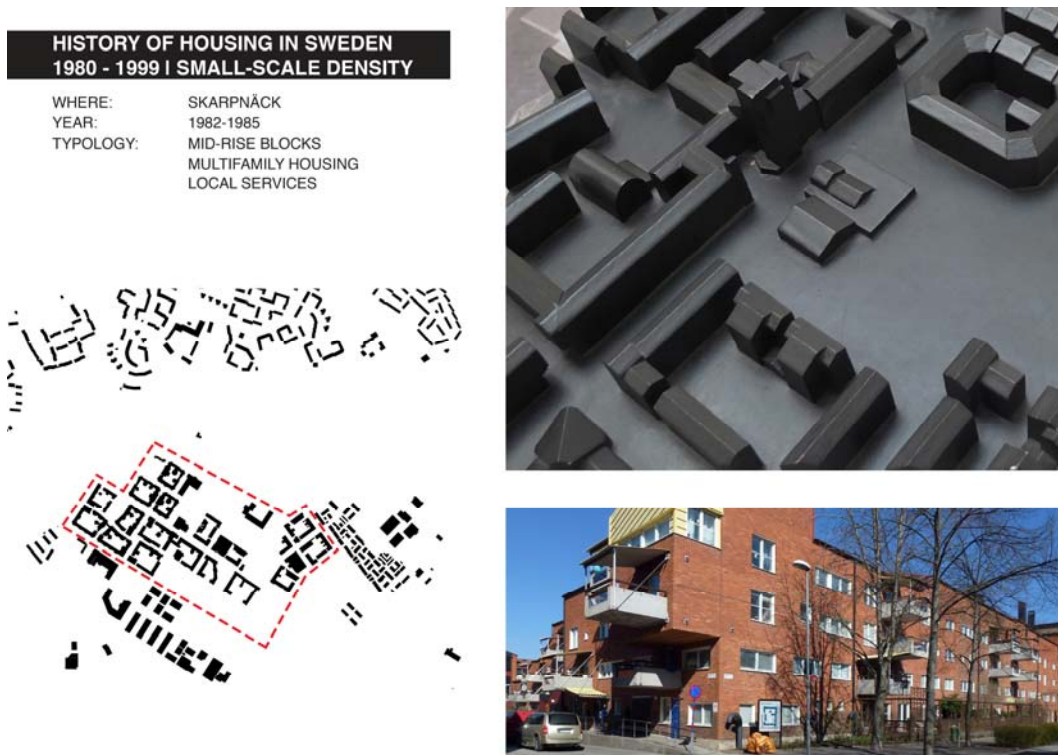 HISTORY OF HOUSING IN SWEDEN
1980 - 1999 I SMALL-SCALE DENSITY
WHERE: SKARPNÄCK
YEAR: 1982-1985
TYPOLOGY: MID-RISE BLOCKS
MULTIFAMILY HOUSING
LOCAL SERVICES